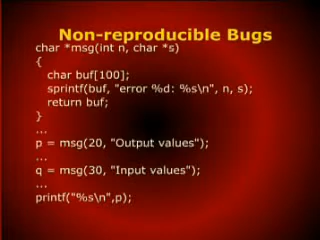 Non-reproducible Bugs
char *msg(int n, char *s)
{
char buf[100];
sprintf(buf, "error %d: %s\n", n, s);
return buf;
}
...
p = msg(20, "Output values");
...
q = msg(30, "Input values");
...
printf("%s\n",p);